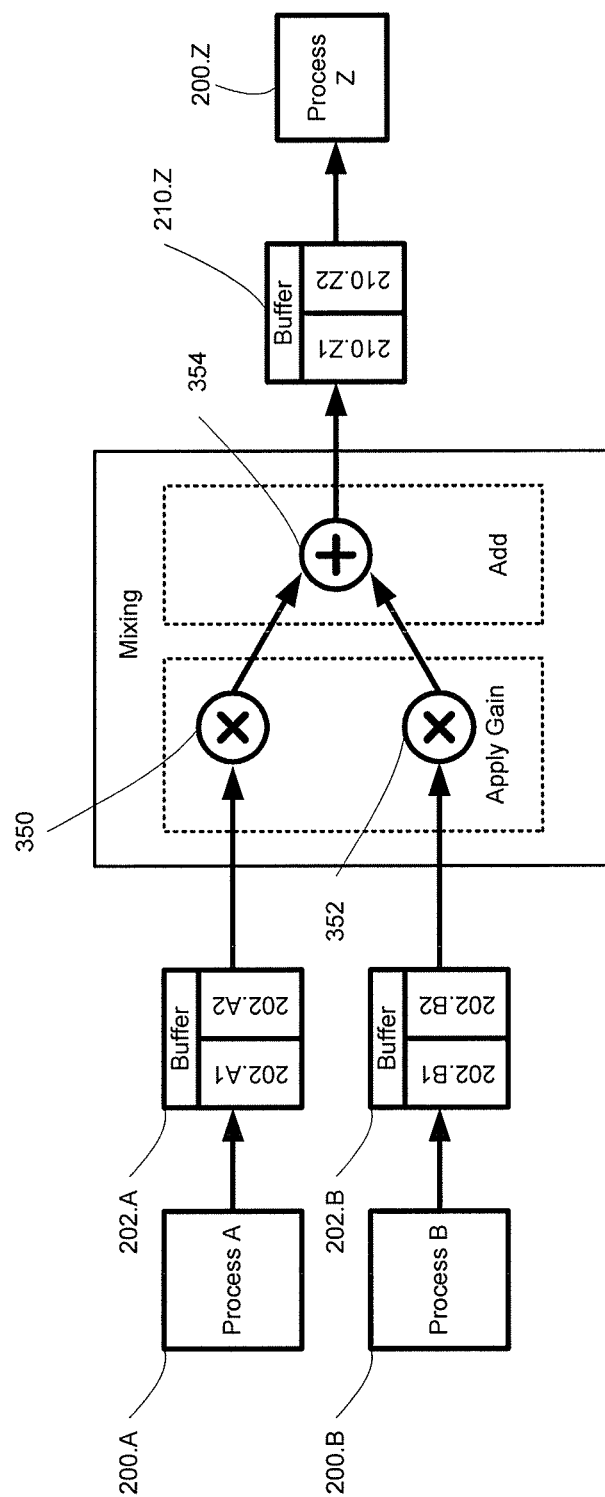 200.A
Process A
202.A
Buffer
202.A1
202.A2
200.B
Process B
202.B
Buffer
202.B1
202.B2
350
352
Mixing
Apply Gain
Add
354
Buffer
210.Z1
210.Z2
210.Z
Process
Z
200.Z